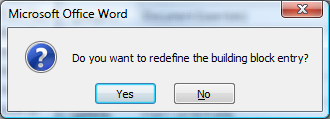 Microsoft Office Word
Do you want to redefine the building block entry?
Yes
No